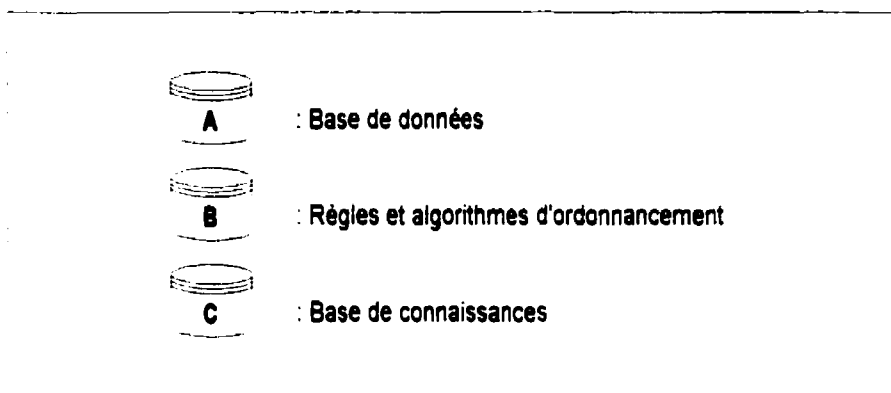 A : Base de données
B : Règles et algorithmes d'ordonnancement
C : Base de connaissances